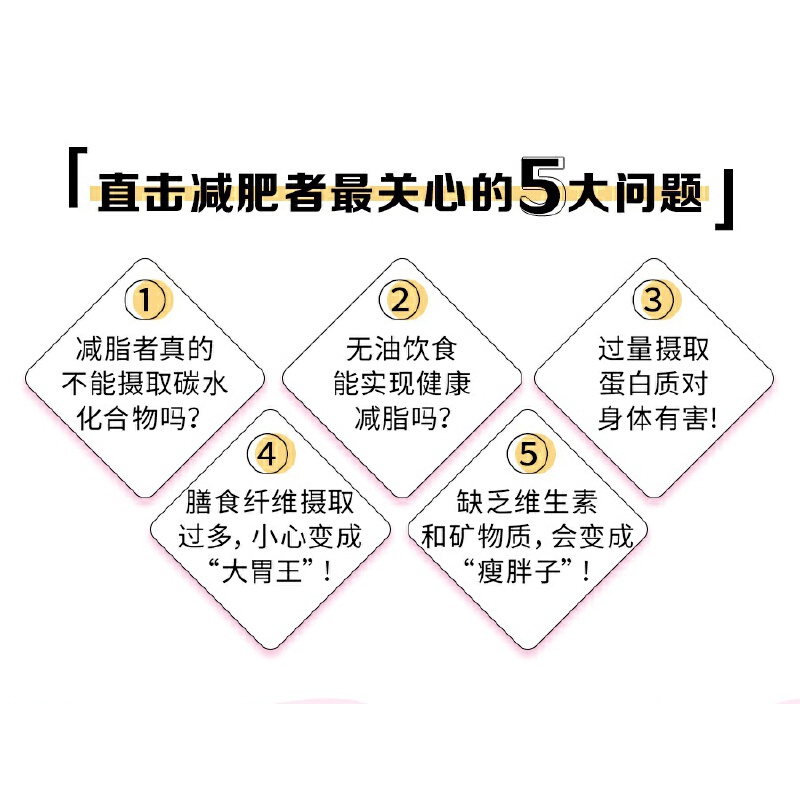 「直击减肥者最关心的5大问题」
1
减脂者真的
不能摄取碳水
化合物吗?
2
无油饮食
能实现健康
减脂吗?
3
过量摄取
蛋白质对
身体有害!
4
膳食纤维摄取
过多,小心变成
“大胃王”!
5
缺乏维生素
和矿物质,会变成
“瘦胖子”!